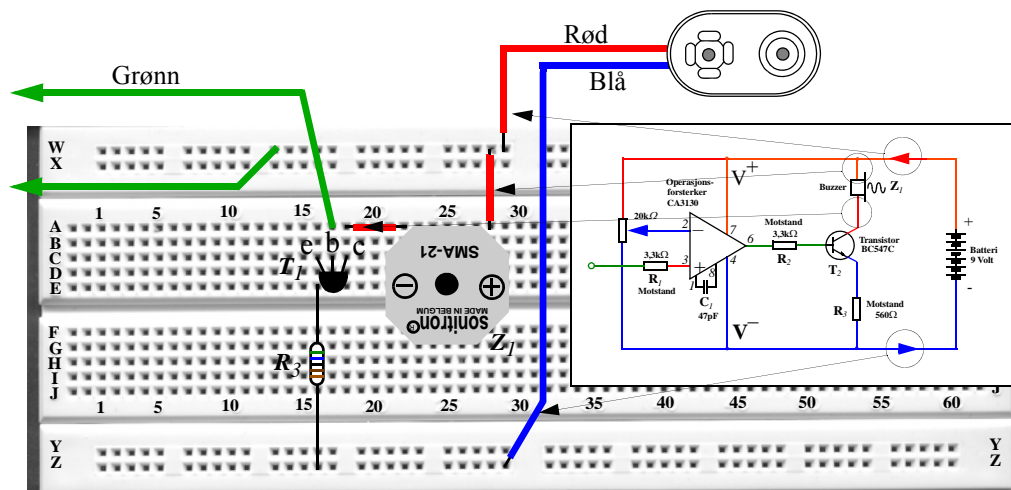 Rød
Grønn
Blå
W
X
1 5 10 15 20 25 30
A
B
C
D
E
e b c
T1
SMA-21
sonitron
MADE IN BELGUM
Z1
F
G
H
I
J
R3
1 5 10 15 20 25 30 35 40 45 50 55 60
J
Y
Z
Y
Z
Operasjons-
forsterker
CA3130
V+
Buzzer
Z1
20kΩ
2
7
Motstand
3,3kΩ
6
R2
Transistor
BC547C
T2
+
Batteri
9 Volt
-
3,3kΩ
3
R1
Motstand
1
8
4
C1
47pF
V−
Motstand
560Ω
R3